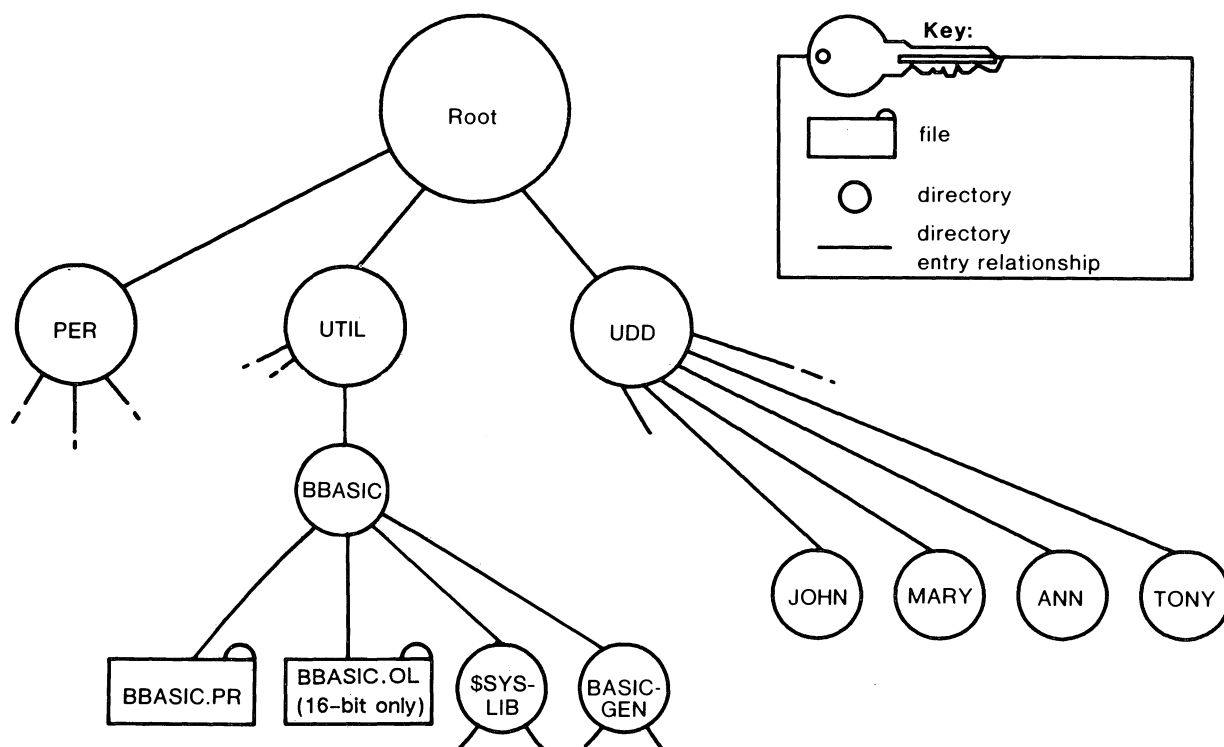 Root
Key:
file
directory
directory
entry relationship
PER
UTIL
UDD
BBASIC
JOHN
MARY
ANN
TONY
BBASIC.PR
BBASIC.OL
(16-bit only)
$SYS-
LIB
BASIC-
GEN